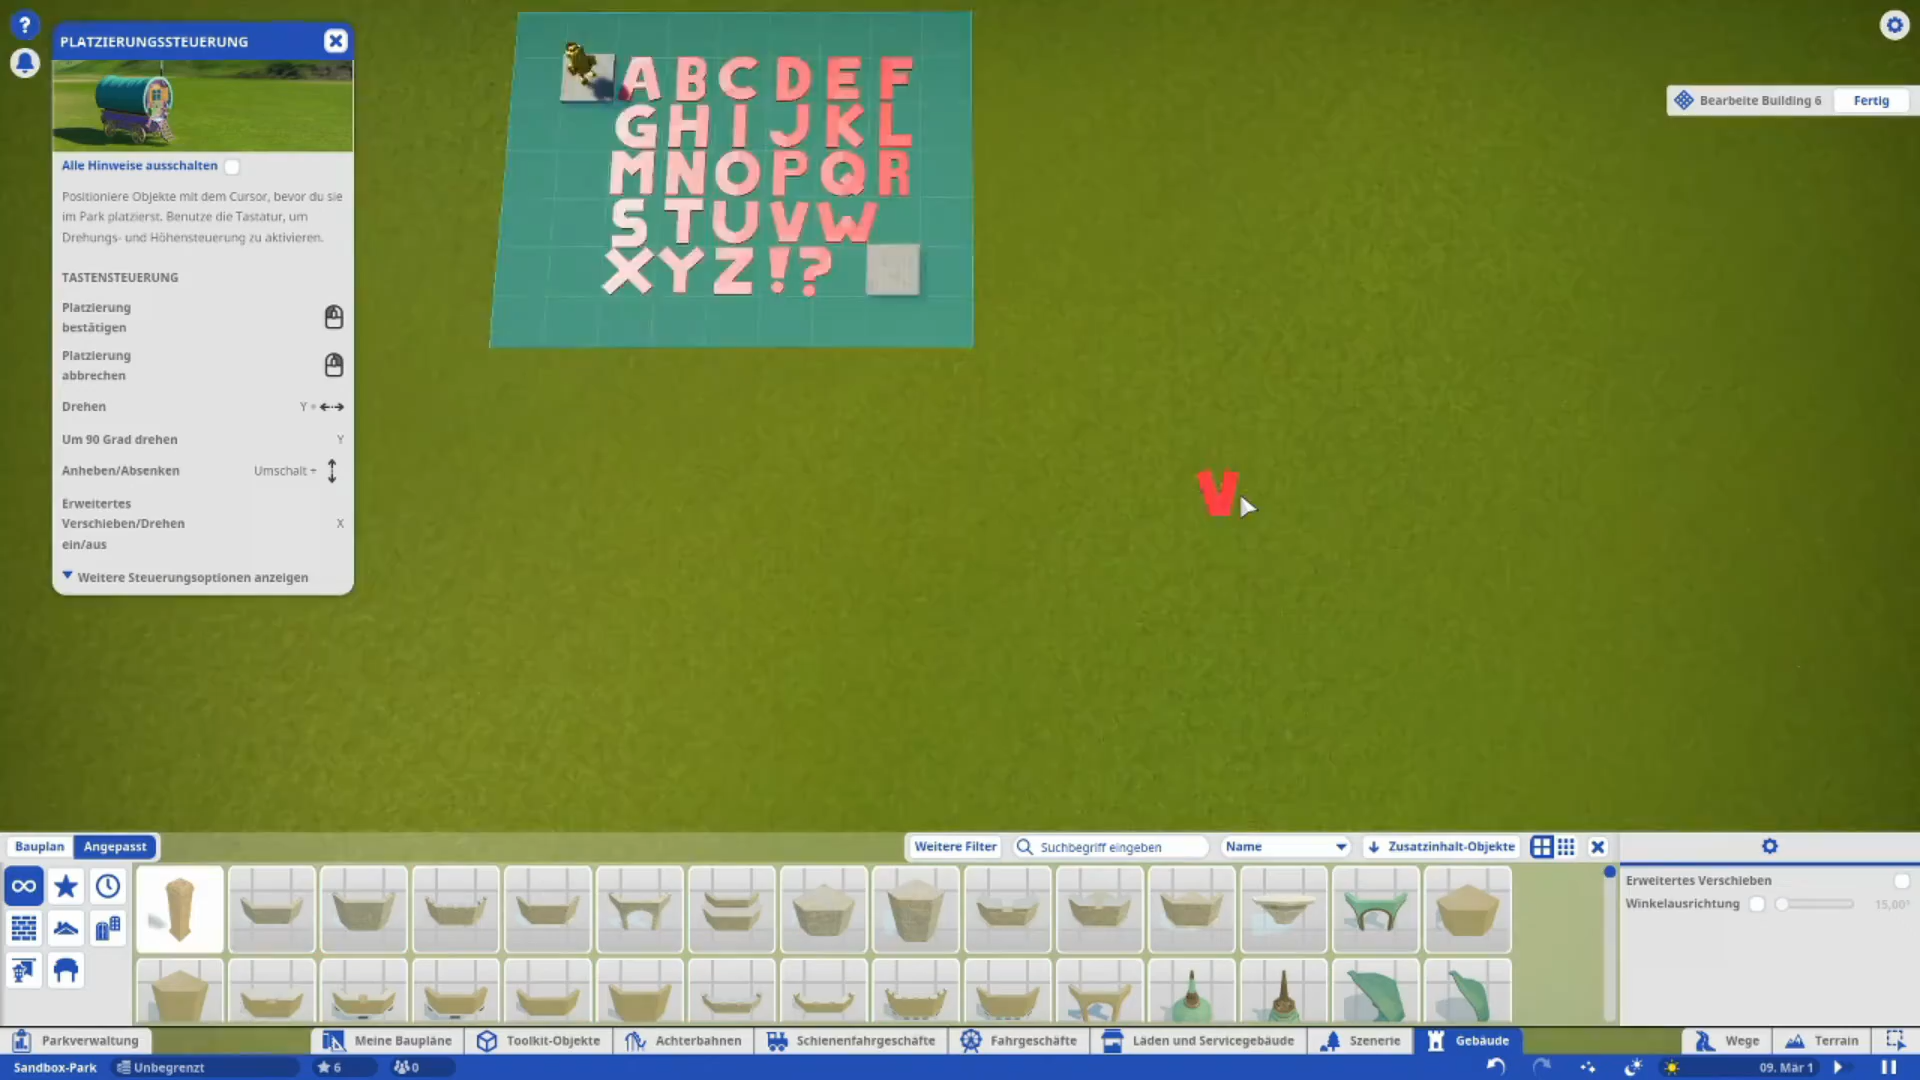 ?
PLATZIERUNGSSTEUERUNG
Alle Hinweise ausschalten
Positioniere Objekte mit dem Cursor, bevor du sie
im Park platzierst. Benutze die Tastatur, um
Drehungs- und Höhensteuerung zu aktivieren.
TASTENSTEUERUNG
Platzierung
bestätigen
Platzierung
abbrechen
Drehen Y +
Um 90 Grad drehen Y
Anheben/Absenken Umschalt +
Erweitertes
Verschieben/Drehen X
ein/aus
Weitere Steuerungsoptionen anzeigen
A B C D E F
G H I J K L
M N O P Q R
S T U V W
X Y Z ! ?
V
Bearbeite Building 6 Fertig
Bauplan Angepasst
Weitere Filter Suchbegriff eingeben Name Zusatzinhalt-Objekte
Erweitertes Verschieben
Winkelausrichtung 15,00°
Parkverwaltung Meine Baupläne Toolkit-Objekte Achterbahnen Schienenfahrgeschäfte Fahrgeschäfte Läden und Servicegebäude Szenerie Gebäude Wege Terrain
Sandbox-Park Unbegrenzt 6 0 09. Mär 1